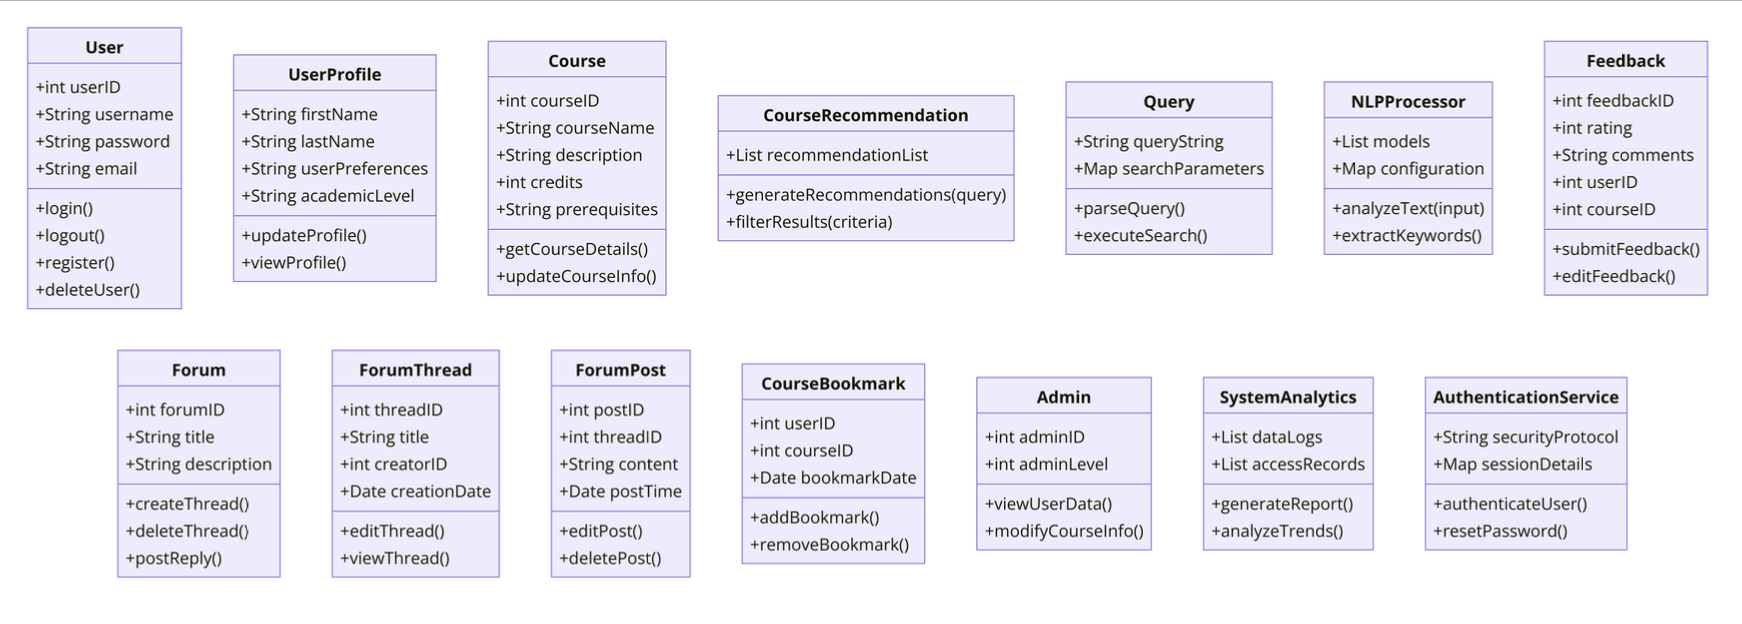 User
+int userID
+String username
+String password
+String email
+login()
+logout()
+register()
+deleteUser()
UserProfile
+String firstName
+String lastName
+String userPreferences
+String academicLevel
+updateProfile()
+viewProfile()
Course
+int courseID
+String courseName
+String description
+int credits
+String prerequisites
+getCourseDetails()
+updateCourseInfo()
CourseRecommendation
+List recommendationList
+generateRecommendations(query)
+filterResults(criteria)
Query
+String queryString
+Map searchParameters
+parseQuery()
+executeSearch()
NLPProcessor
+List models
+Map configuration
+analyzeText(input)
+extractKeywords()
Feedback
+int feedbackID
+int rating
+String comments
+int userID
+int courseID
+submitFeedback()
+editFeedback()
Forum
+int forumID
+String title
+String description
+createThread()
+deleteThread()
+postReply()
ForumThread
+int threadID
+String title
+int creatorID
+Date creationDate
+editThread()
+viewThread()
ForumPost
+int postID
+int threadID
+String content
+Date postTime
+editPost()
+deletePost()
CourseBookmark
+int userID
+int courseID
+Date bookmarkDate
+addBookmark()
+removeBookmark()
Admin
+int adminID
+int adminLevel
+viewUserData()
+modifyCourseInfo()
SystemAnalytics
+List dataLogs
+List accessRecords
+generateReport()
+analyzeTrends()
AuthenticationService
+String securityProtocol
+Map sessionDetails
+authenticateUser()
+resetPassword()